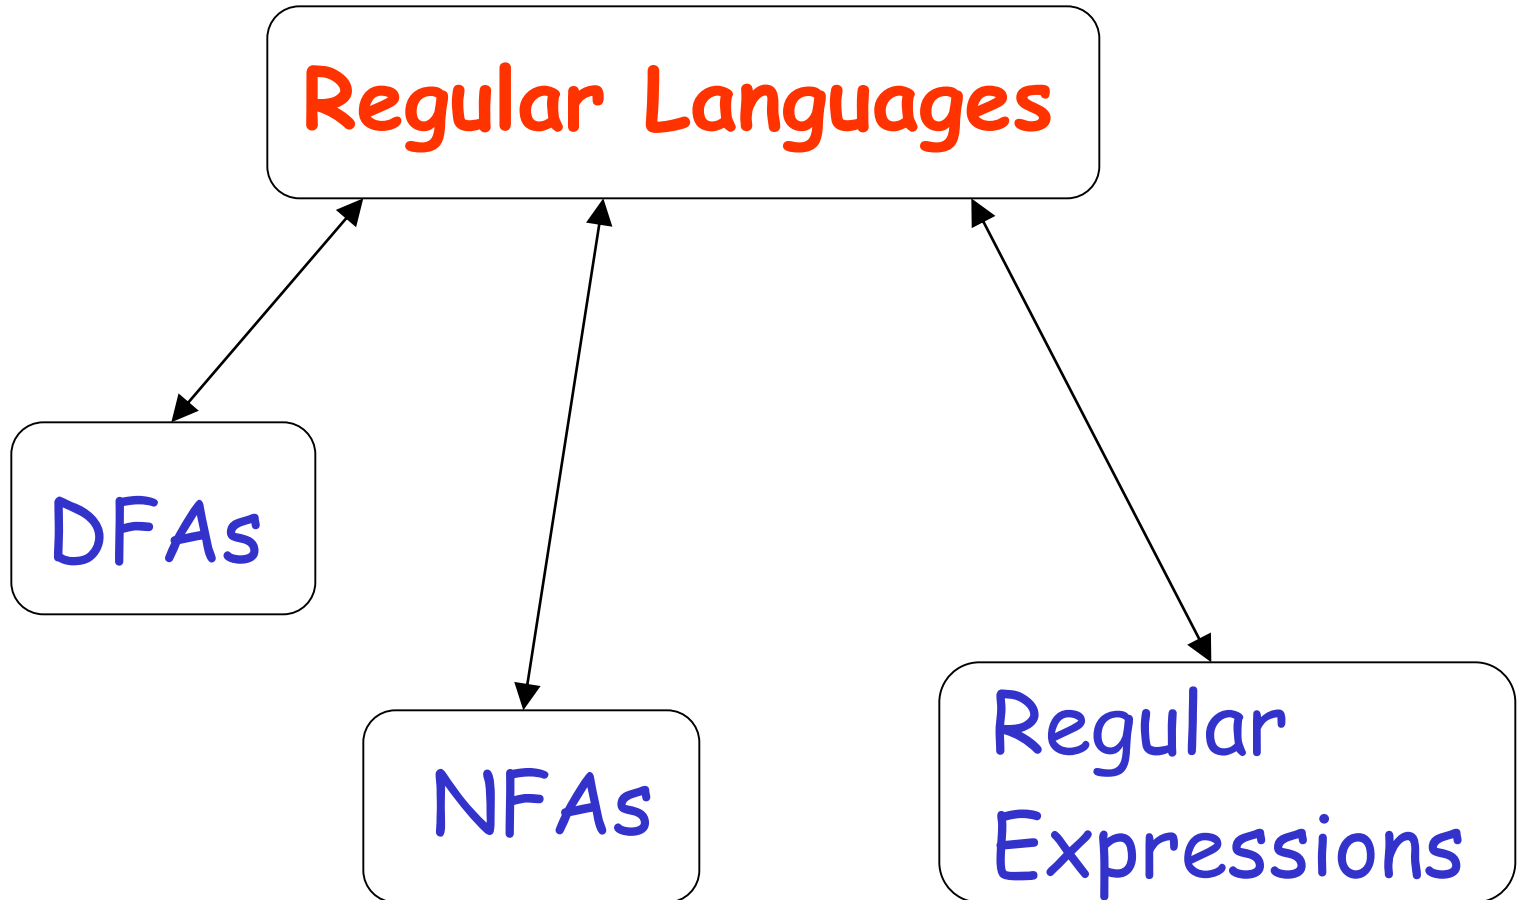 Regular Languages
DFAs
NFAs
Regular
Expressions